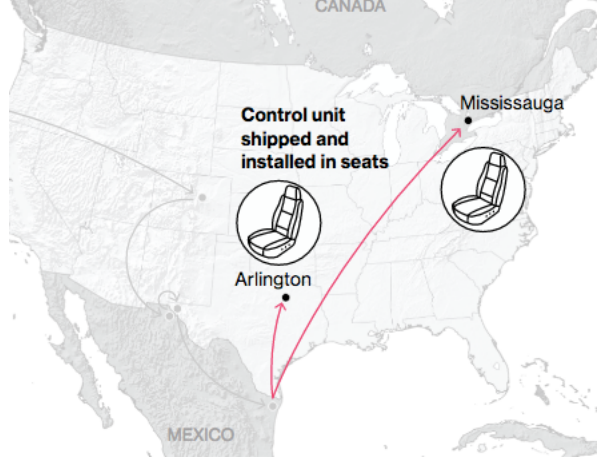 CANADA
Mississauga
Control unit
shipped and
installed in seats
Arlington
MEXICO